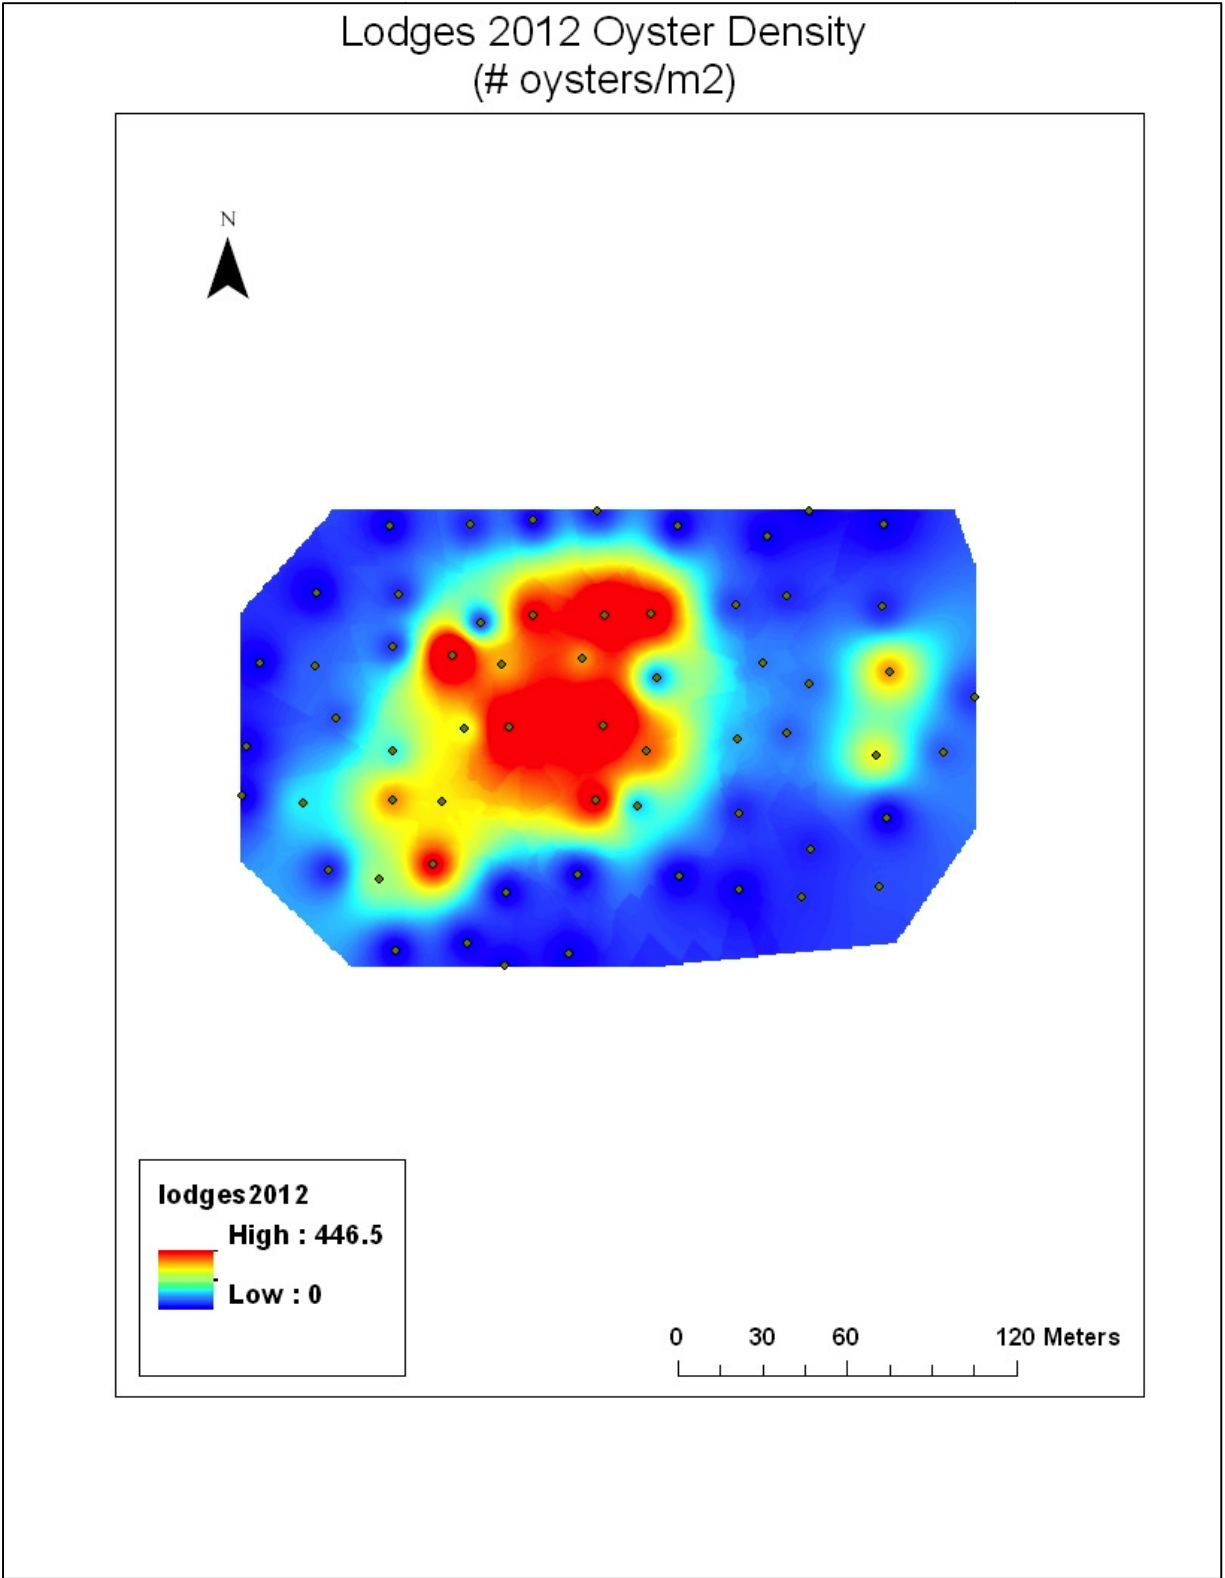 Lodges 2012 Oyster Density
(# oysters/m2)
N
lodges2012
High : 446.5
Low : 0
0 30 60 120 Meters